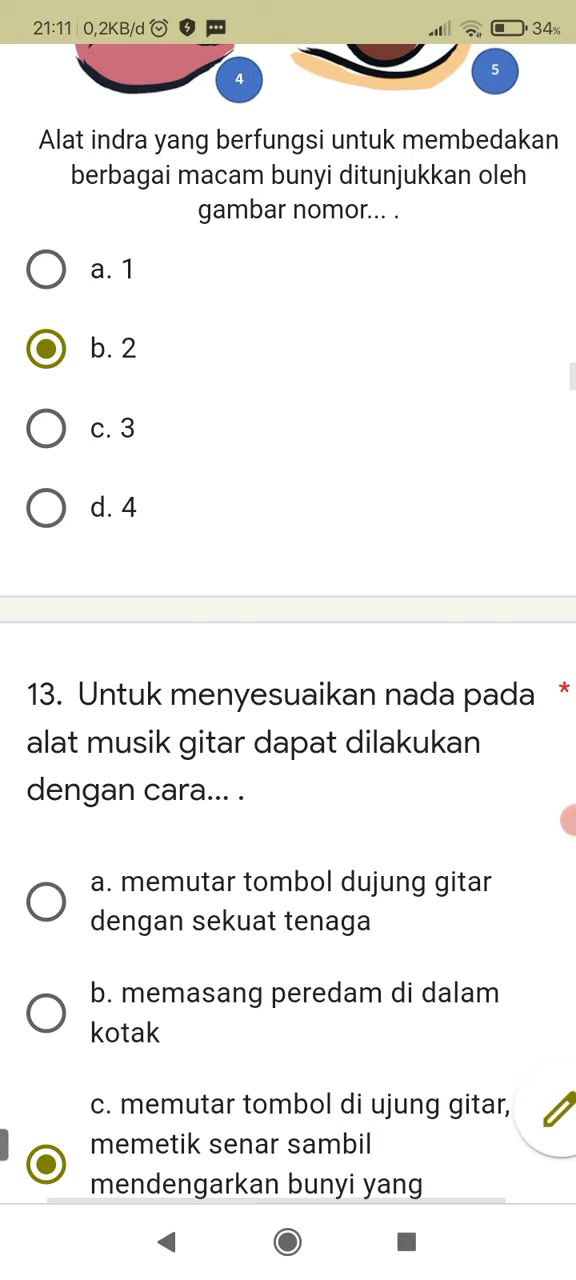 21:11 0,2KB/d 34%
4
5
Alat indra yang berfungsi untuk membedakan
berbagai macam bunyi ditunjukkan oleh
gambar nomor... .
a. 1
b. 2
c. 3
d. 4
13. Untuk menyesuaikan nada pada *
alat musik gitar dapat dilakukan
dengan cara... .
a. memutar tombol dujung gitar
dengan sekuat tenaga
b. memasang peredam di dalam
kotak
c. memutar tombol di ujung gitar,
memetik senar sambil
mendengarkan bunyi yang